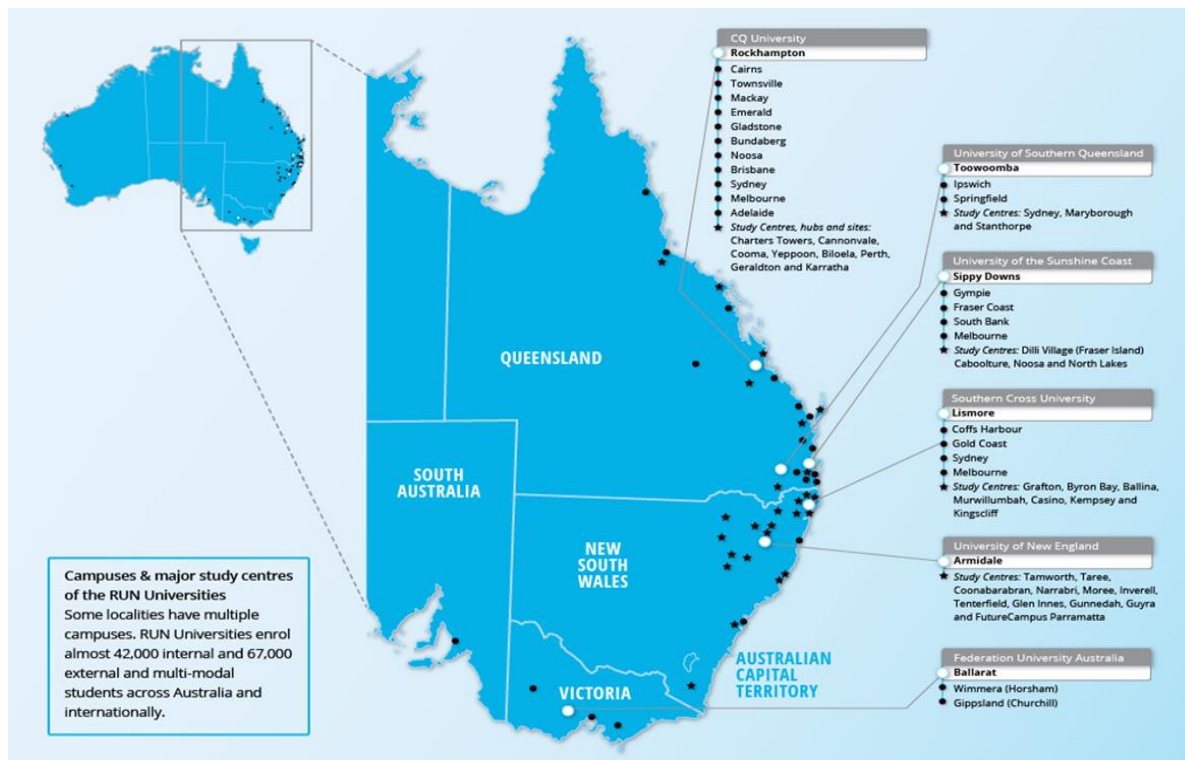 CQ University
Rockhampton
Cairns
Townsville
Mackay
Emerald
Gladstone
Bundaberg
Noosa
Brisbane
Sydney
Melbourne
Adelaide
Study Centres, hubs and sites:
Charters Towers, Cannonvale,
Cooma, Yeppoon, Biloela, Perth,
Geraldton and Karratha
University of Southern Queensland
Toowoomba
Ipswich
Springfield
Study Centres: Sydney, Maryborough
and Stanthorpe
University of the Sunshine Coast
Sippy Downs
Gympie
Fraser Coast
South Bank
Melbourne
Study Centres: Dilli Village (Fraser Island)
Caboolture, Noosa and North Lakes
Southern Cross University
Lismore
Coffs Harbour
Gold Coast
Sydney
Melbourne
Study Centres: Grafton, Byron Bay, Ballina,
Murwillumbah, Casino, Kempsey and
Kingscliff
University of New England
Armidale
Study Centres: Tamworth, Taree,
Coonabarabran, Narrabri, Moree, Inverell,
Tenterfield, Glen Innes, Gunnedah, Guyra
and FutureCampus Parramatta
Federation University Australia
Ballarat
Wimmera (Horsham)
Gippsland (Churchill)
QUEENSLAND
SOUTH
AUSTRALIA
NEW
SOUTH
WALES
AUSTRALIAN
CAPITAL
TERRITORY
VICTORIA
Campuses & major study centres
of the RUN Universities
Some localities have multiple
campuses. RUN Universities enrol
almost 42,000 internal and 67,000
external and multi-modal
students across Australia and
internationally.